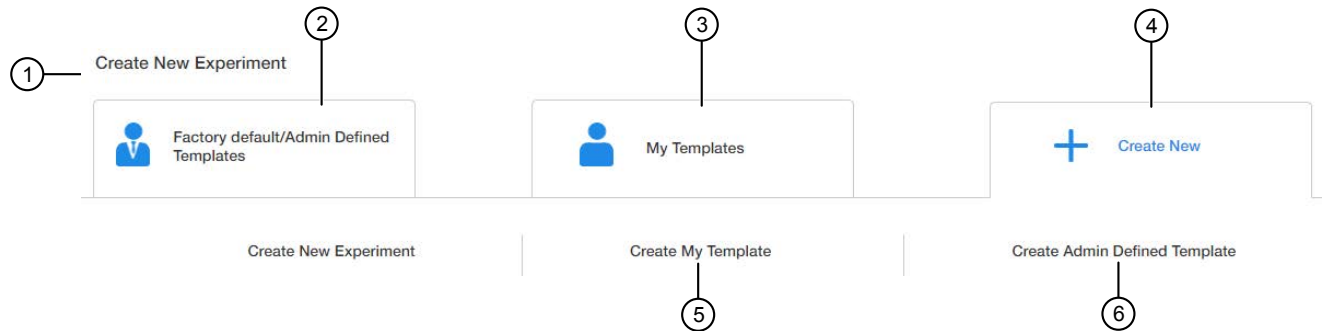 2
3
4
1
Create New Experiment
Factory default/Admin Defined
Templates
My Templates
Create New
Create New Experiment
Create My Template
Create Admin Defined Template
5
6